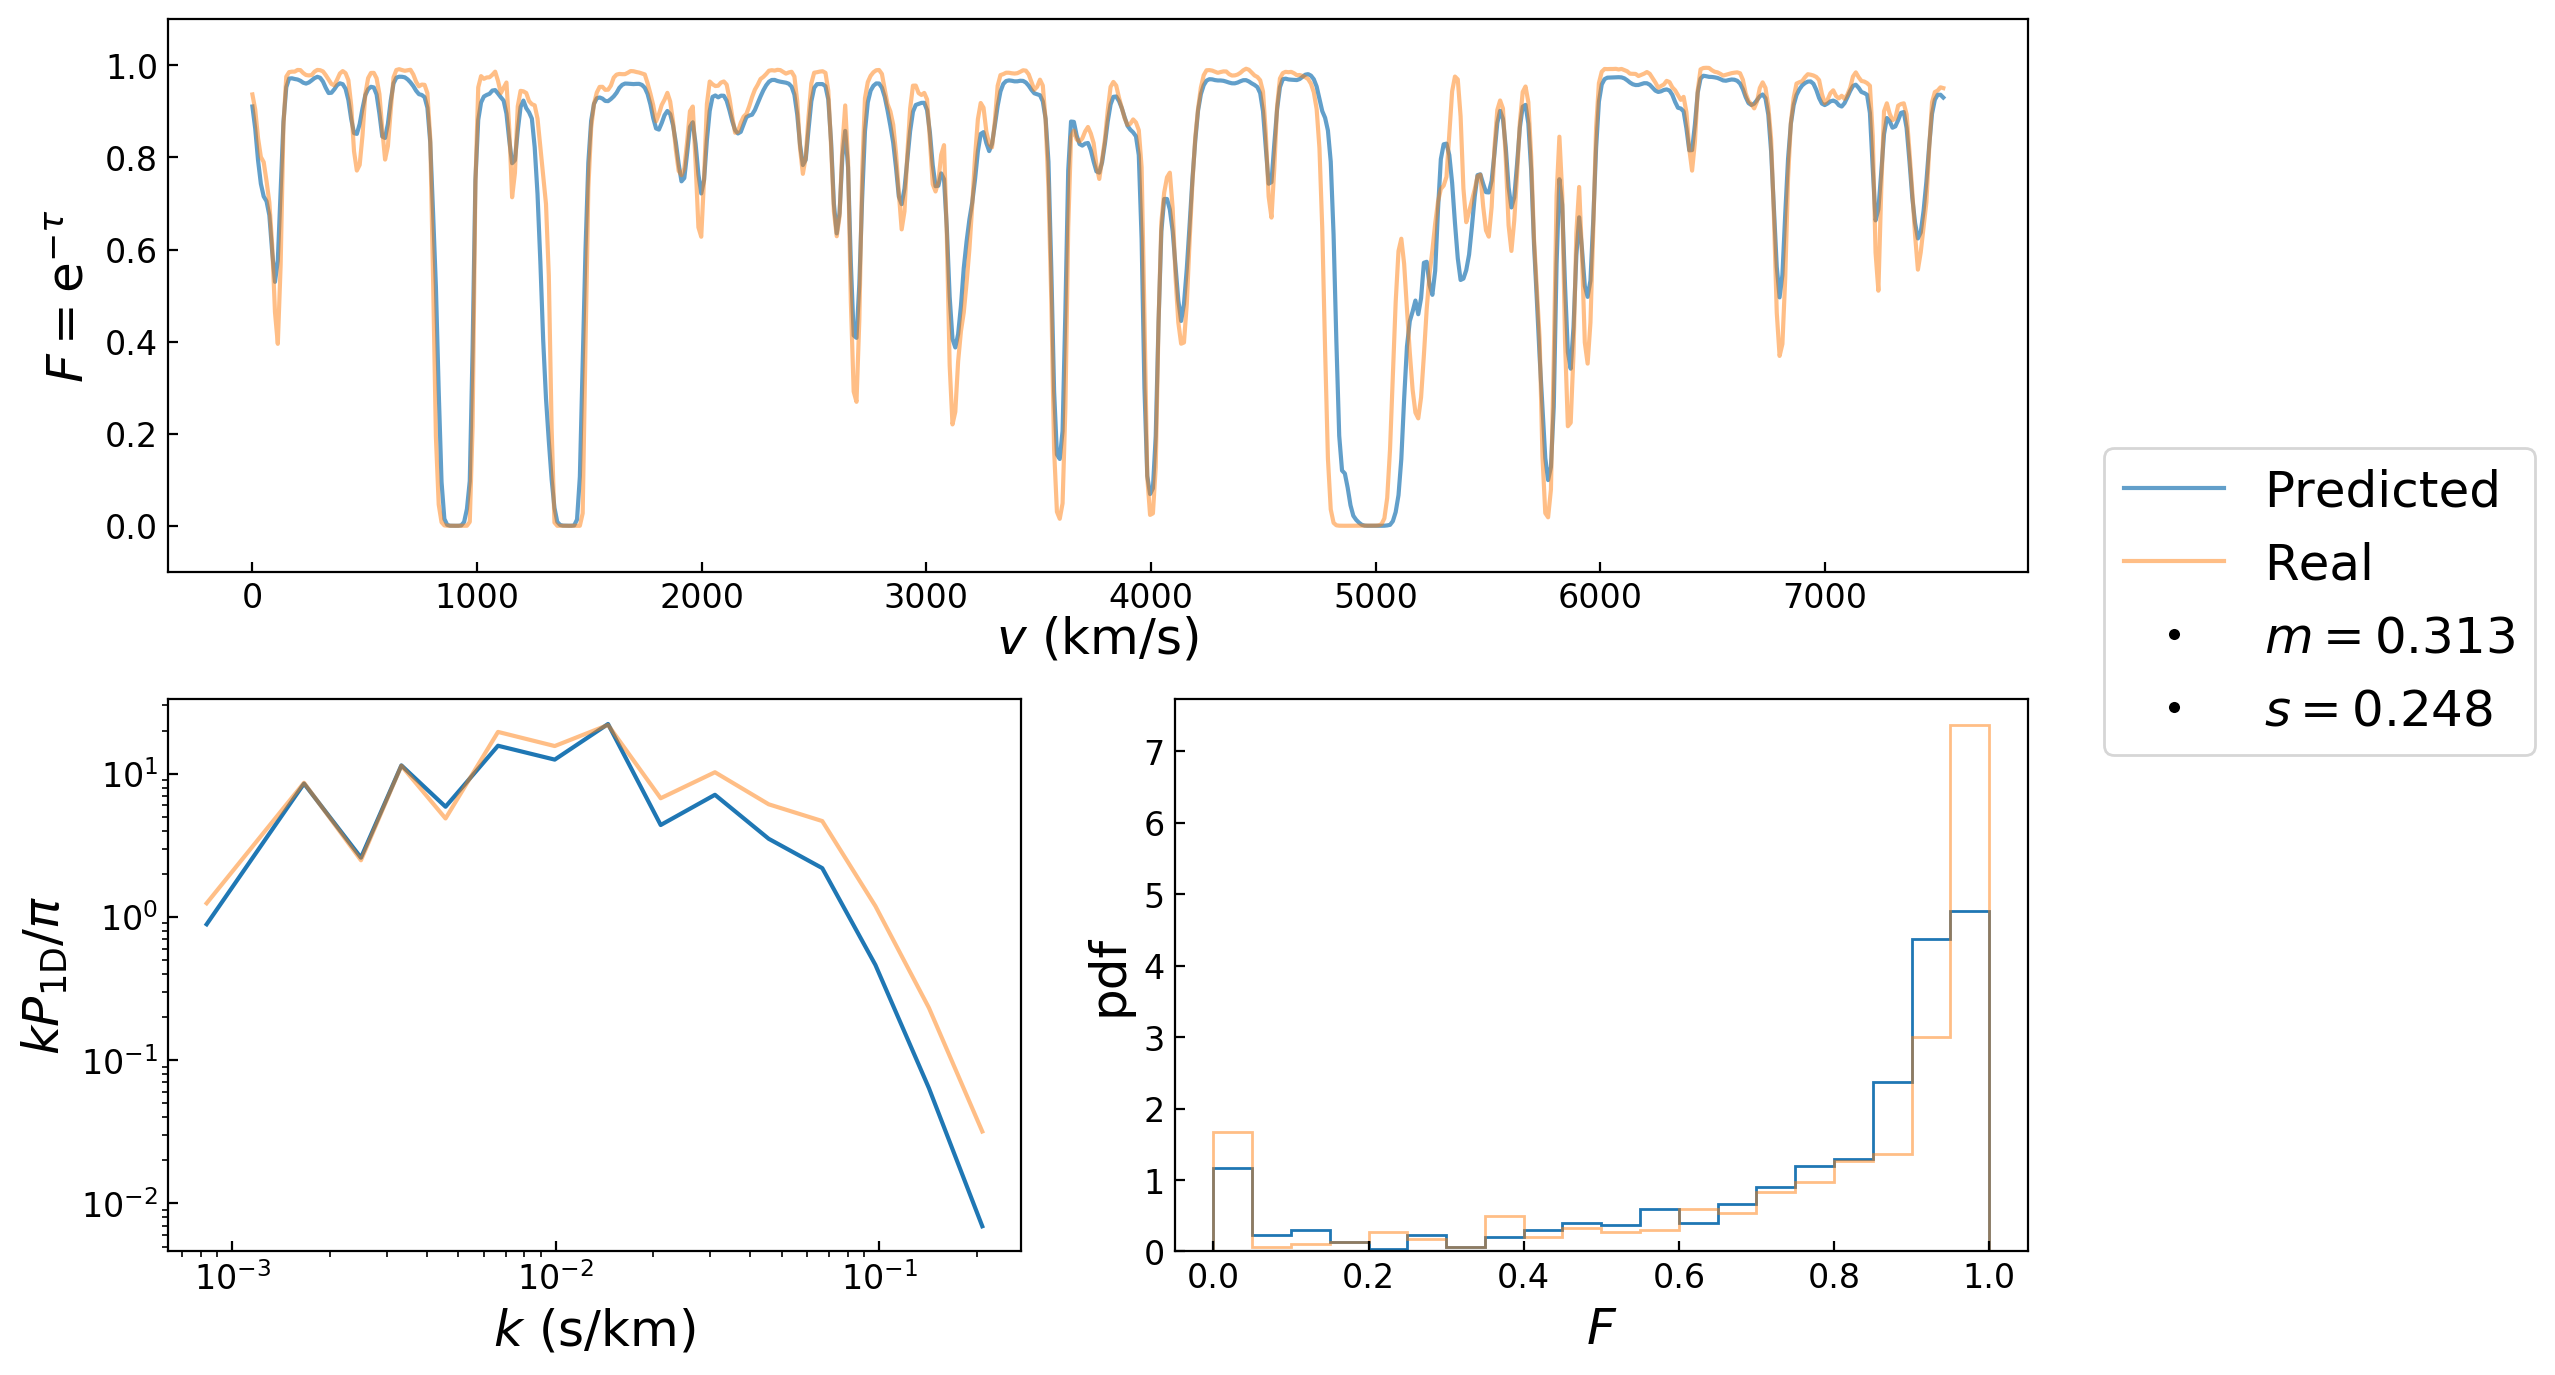 F = e^{-τ}
1.0
0.8
0.6
0.4
0.2
0.0
0 1000 2000 3000 4000 5000 6000 7000
v (km/s)
Predicted
Real
m = 0.313
s = 0.248
kP_{1D}/π
10^1
10^0
10^{-1}
10^{-2}
10^{-3} 10^{-2} 10^{-1}
k (s/km)
pdf
7
6
5
4
3
2
1
0
0.0 0.2 0.4 0.6 0.8 1.0
F